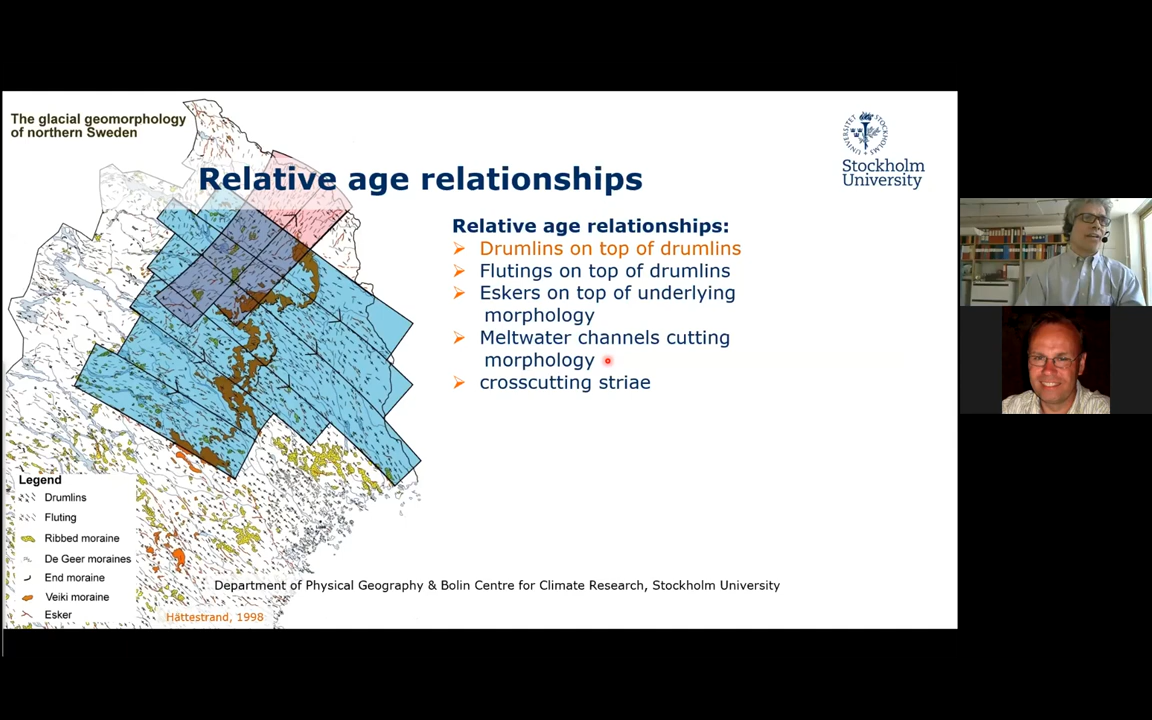 The glacial geomorphology
of northern Sweden
Relative age relationships
Stockholm
University
Relative age relationships:
Drumlins on top of drumlins
Flutings on top of drumlins
Eskers on top of underlying
morphology
Meltwater channels cutting
morphology
crosscutting striae
Legend
Drumlins
Fluting
Ribbed moraine
De Geer moraines
End moraine
Veiki moraine
Esker
Department of Physical Geography & Bolin Centre for Climate Research, Stockholm University
Hättestrand, 1998